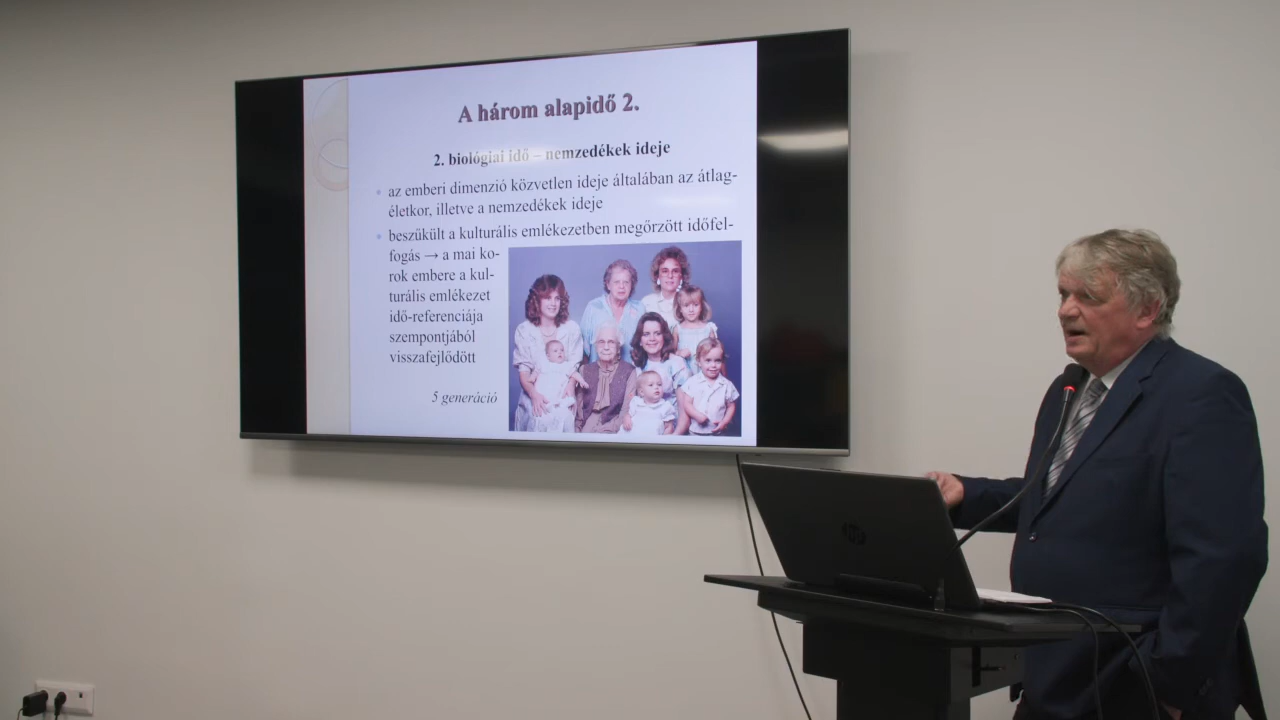 A három alapidő 2.
2. biológiai idő – nemzedékek ideje
az emberi dimenzió közvetlen ideje általában az átlag-
életkor, illetve a nemzedékek ideje
beszűkült a kulturális emlékezetben megőrzött időfel-
fogás → a mai ko-
rok embere a kul-
turális emlékezet
idő-referenciája
szempontjából
visszafejlődött
5 generáció
hp